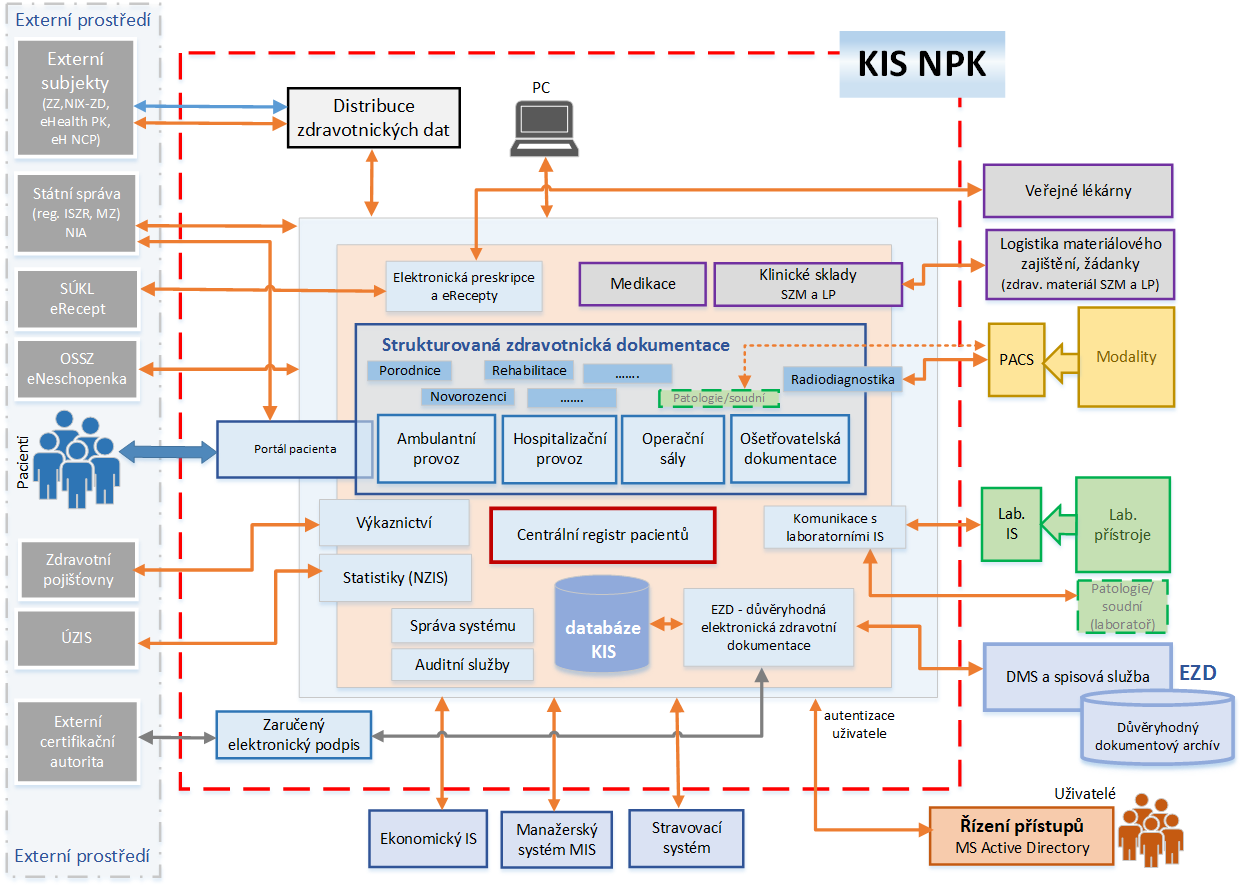 Externí prostředí
Externí
subjekty
(ZZ,NIX-ZD,
eHealth PK,
eH NCP)
Státní správa
(reg. ISZR, MZ)
NIA
SÚKL
eRecept
OSSZ
eNeschopenka
Pacienti
Zdravotní
pojišťovny
ÚZIS
Externí
certifikační
autorita
Externí prostředí
KIS NPK
Distribuce
zdravotnických dat
PC
Elektronická preskripce
a eRecepty
Medikace
Klinické sklady
SZM a LP
Strukturovaná zdravotnická dokumentace
Porodnice
Rehabilitace
…….
Radiodiagnostika
Novorozenci
…….
Patologie/soudní
Portál pacienta
Ambulantní
provoz
Hospitalizační
provoz
Operační
sály
Ošetřovatelská
dokumentace
Výkaznictví
Centrální registr pacientů
Komunikace s
laboratorními IS
Statistiky (NZIS)
Správa systému
Auditní služby
databáze
KIS
EZD - důvěryhodná
elektronická zdravotní
dokumentace
Zaručený
elektronický podpis
autentizace
uživatele
Ekonomický IS
Manažerský
systém MIS
Stravovací
systém
Veřejné lékárny
Logistika materiálového
zajištění, žádanky
(zdrav. materiál SZM a LP)
PACS
Modality
Lab.
IS
Lab.
přístroje
Patologie/
soudní
(laboratoř)
DMS a spisová služba
EZD
Důvěryhodný
dokumentový archív
Uživatelé
Řízení přístupů
MS Active Directory